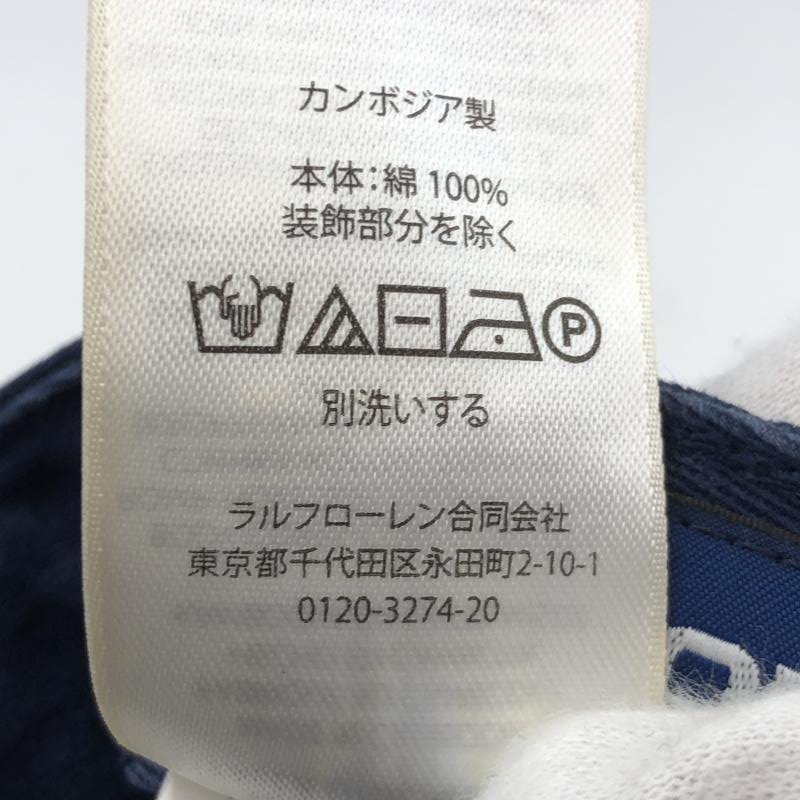 カンボジア製
本体：綿 100%
装飾部分を除く
P
別洗いする
ラルフローレン合同会社
東京都千代田区永田町2-10-1
0120-3274-20